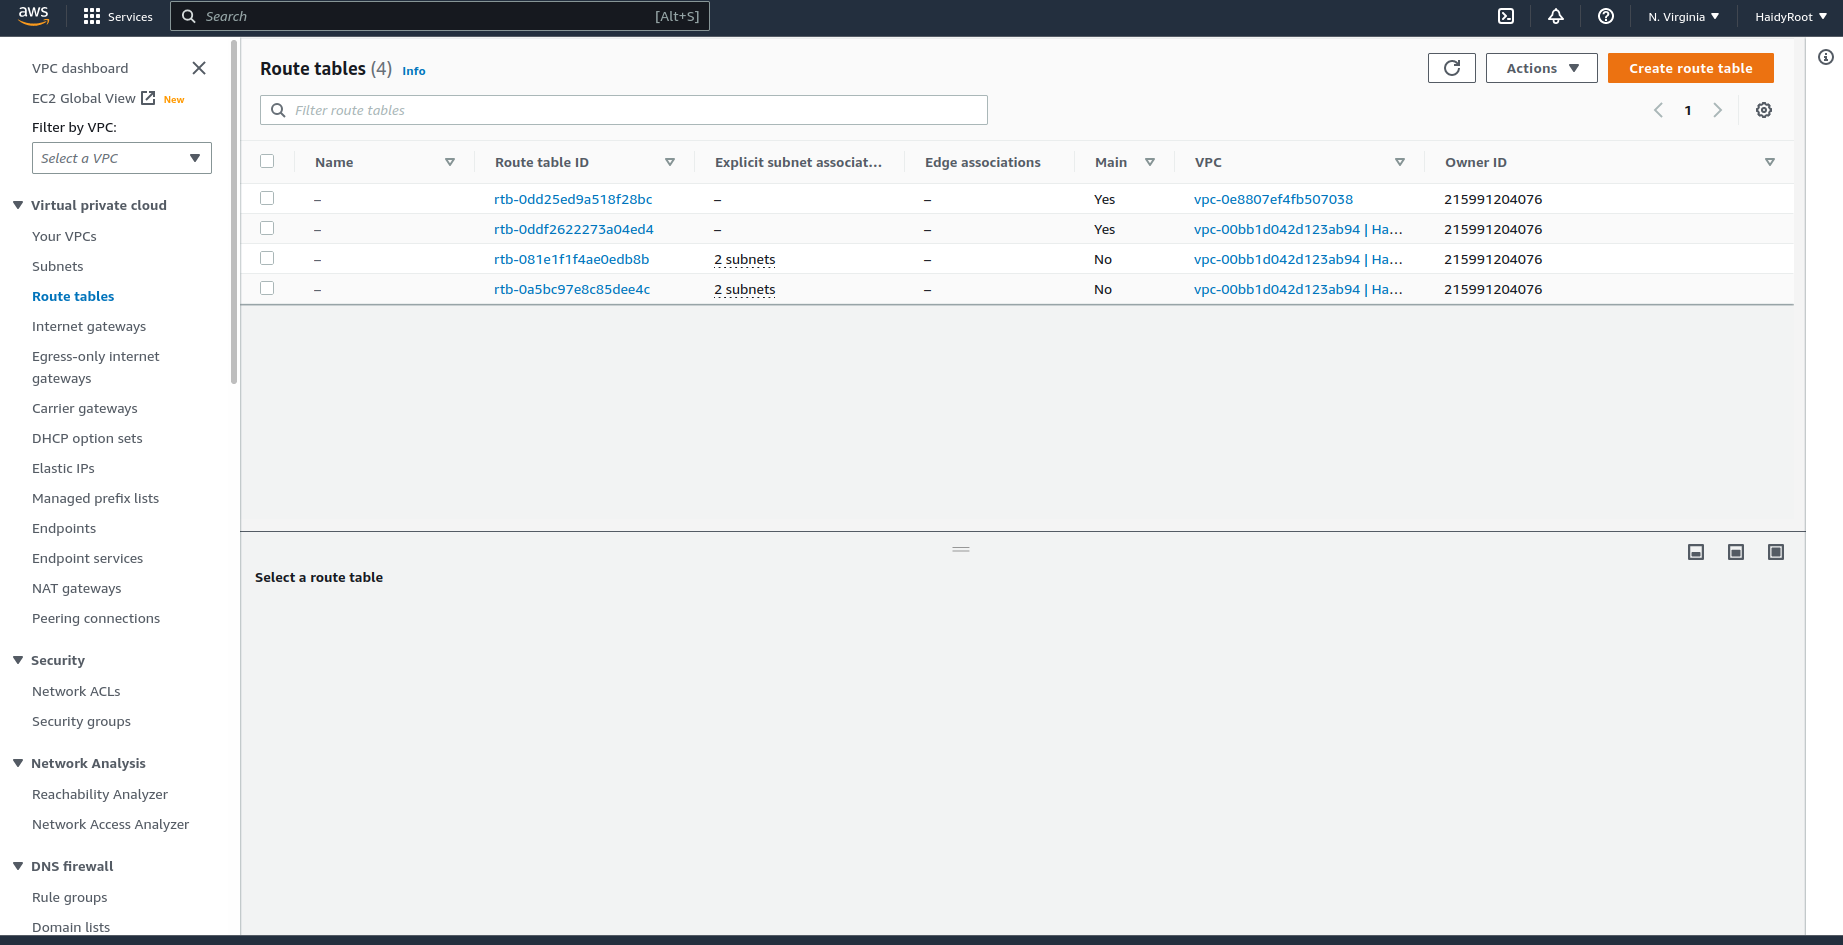 aws
Services
Search
[Alt+S]
N. Virginia
HaidyRoot
VPC dashboard
EC2 Global View
New
Filter by VPC:
Select a VPC
Virtual private cloud
Your VPCs
Subnets
Route tables
Internet gateways
Egress-only internet
gateways
Carrier gateways
DHCP option sets
Elastic IPs
Managed prefix lists
Endpoints
Endpoint services
NAT gateways
Peering connections
Security
Network ACLs
Security groups
Network Analysis
Reachability Analyzer
Network Access Analyzer
DNS firewall
Rule groups
Domain lists
Route tables (4) Info
Actions
Create route table
Filter route tables
1
Name Route table ID Explicit subnet associat... Edge associations Main VPC Owner ID
– rtb-0dd25ed9a518f28bc – – Yes vpc-0e8807ef4fb507038 215991204076
– rtb-0ddf2622273a04ed4 – – Yes vpc-00bb1d042d123ab94 | Ha... 215991204076
– rtb-081e1f1f4ae0edb8b 2 subnets – No vpc-00bb1d042d123ab94 | Ha... 215991204076
– rtb-0a5bc97e8c85dee4c 2 subnets – No vpc-00bb1d042d123ab94 | Ha... 215991204076
Select a route table